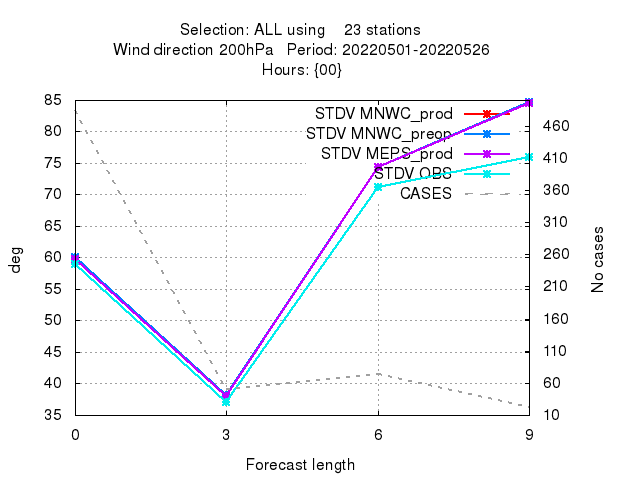 Selection: ALL using 23 stations
Wind direction 200hPa Period: 20220501-20220526
Hours: {00}
STDV MNWC_prod
STDV MNWC_preop
STDV MEPS_prod
STDV OBS
CASES
85
80
75
70
65
60
55
50
45
40
35
deg
460
410
360
310
260
210
160
110
60
10
No cases
0 3 6 9
Forecast length